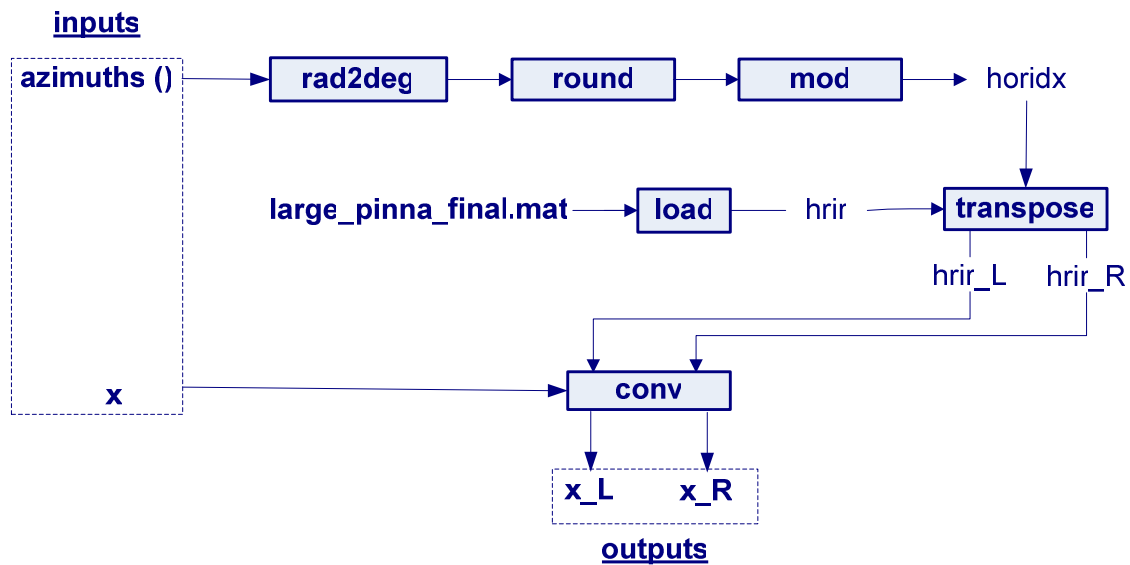 inputs
azimuths () rad2deg round mod horidx
large_pinna_final.mat load hrir transpose
hrir_L hrir_R
x conv
x_L x_R
outputs